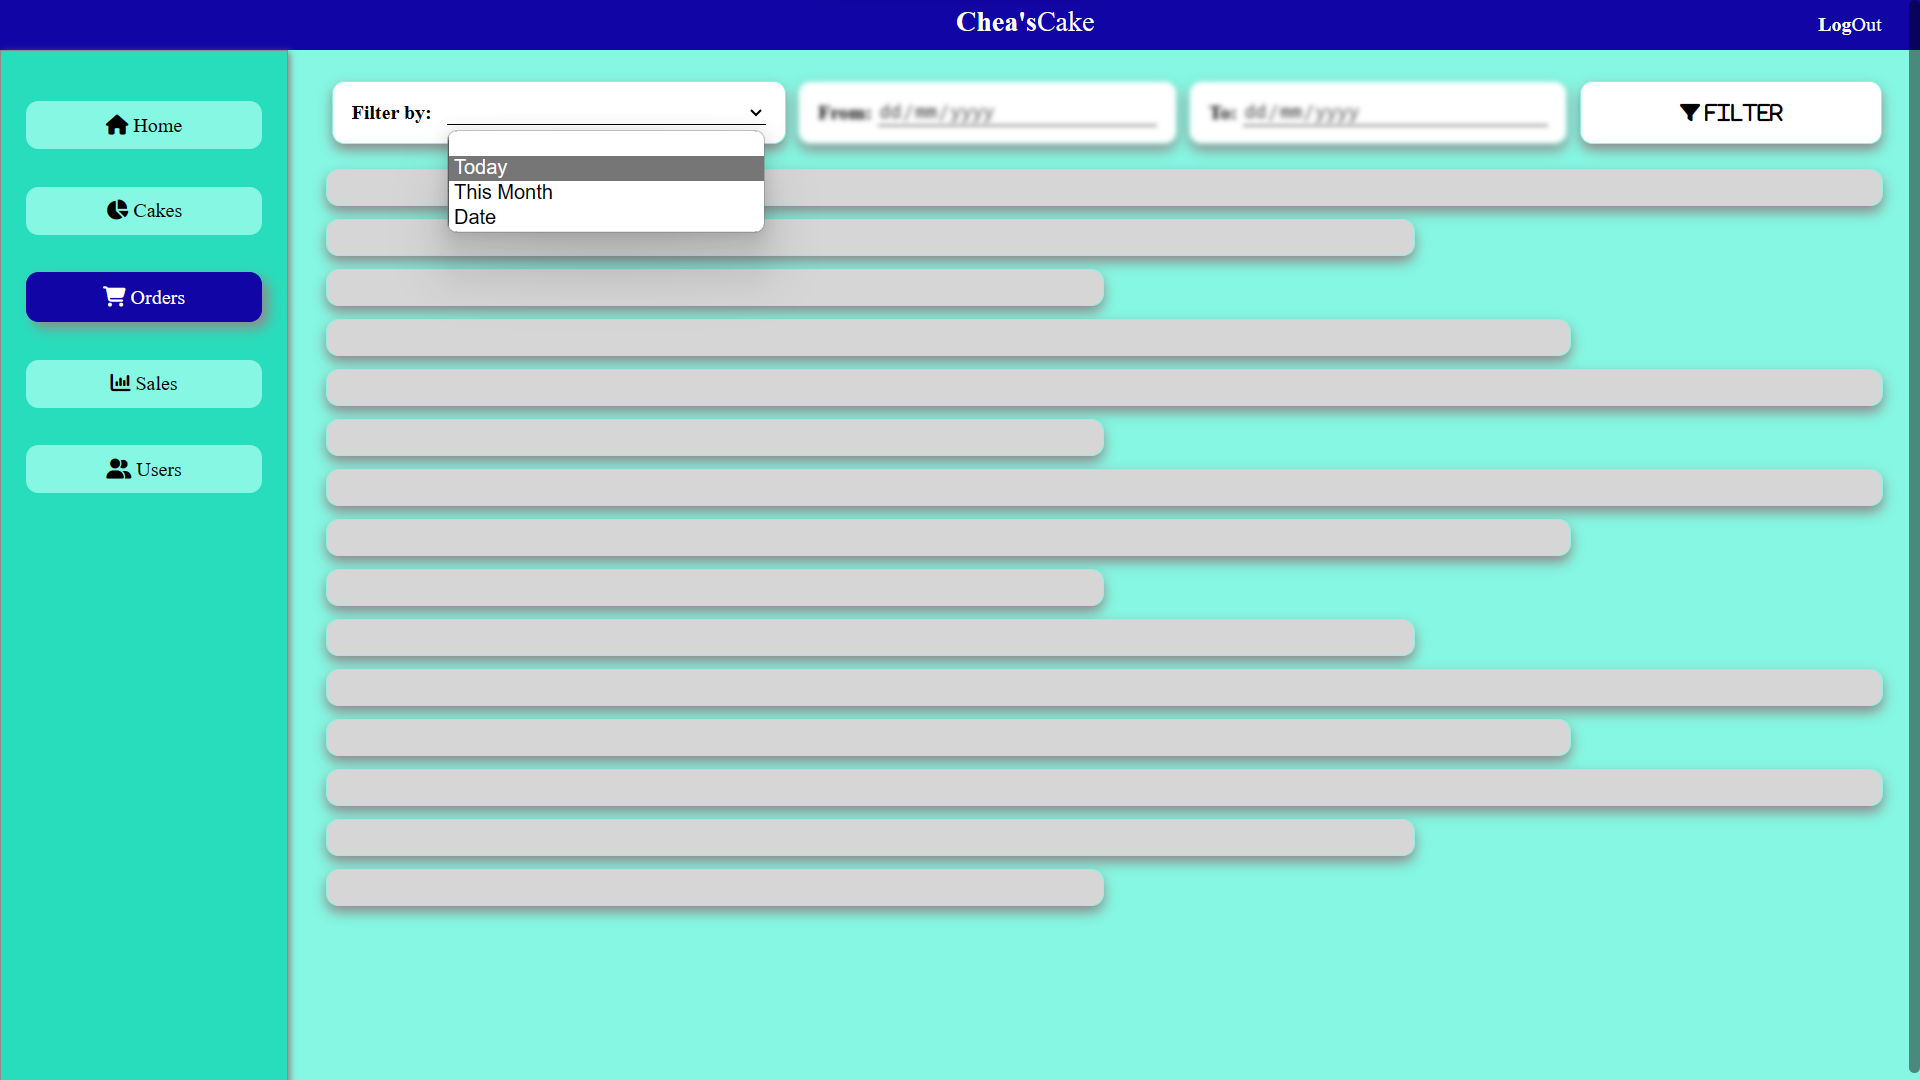 Chea'sCake
LogOut
Home
Cakes
Orders
Sales
Users
Filter by:
From: dd/mm/yyyy
To: dd/mm/yyyy
FILTER
Today
This Month
Date